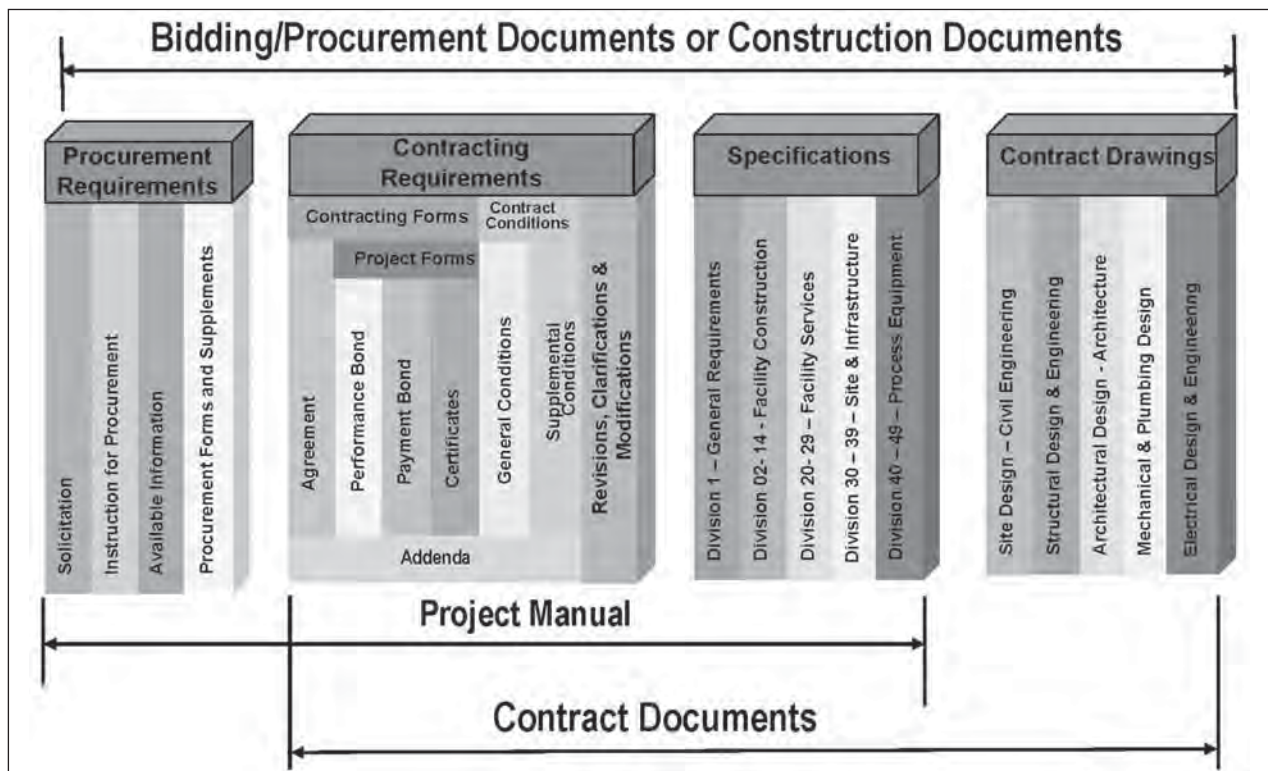 Bidding/Procurement Documents or Construction Documents
Procurement
Requirements
Contracting
Requirements
Specifications
Contract Drawings
Solicitation
Instruction for Procurement
Available Information
Procurement Forms and Supplements
Contracting Forms
Contract
Conditions
Project Forms
Agreement
Performance Bond
Payment Bond
Certificates
General Conditions
Supplemental
Conditions
Revisions, Clarifications &
Modifications
Addenda
Division 1 – General Requirements
Division 02- 14 - Facility Construction
Division 20- 29 – Facility Services
Division 30 – 39 – Site & Infrastructure
Division 40 – 49 – Process Equipment
Site Design – Civil Engineering
Structural Design & Engineering
Architectural Design - Architecture
Mechanical & Plumbing Design
Electrical Design & Engineering
Project Manual
Contract Documents